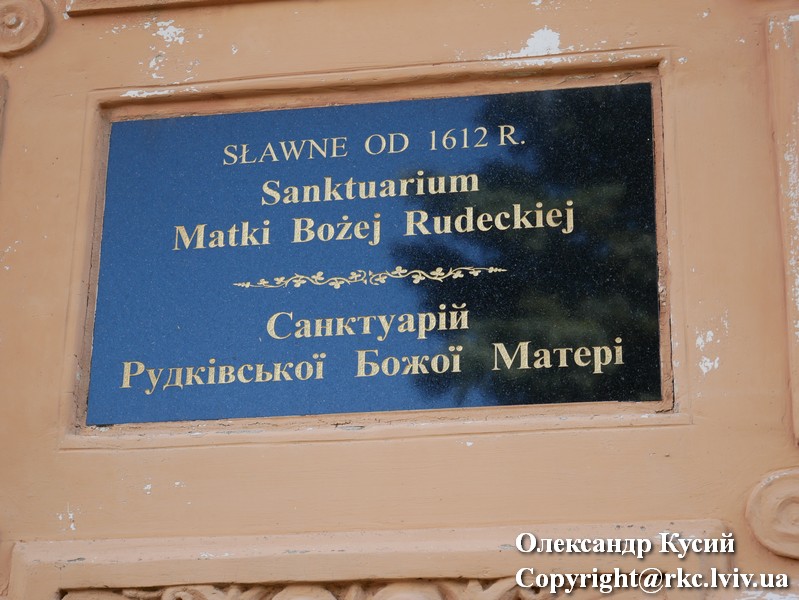 SŁAWNE OD 1612 R.
Sanktuarium
Matki Bożej Rudeckiej
Санктуарій
Рудківської Божої Матері
Олександр Кусий
Copyright@rkc.lviv.ua